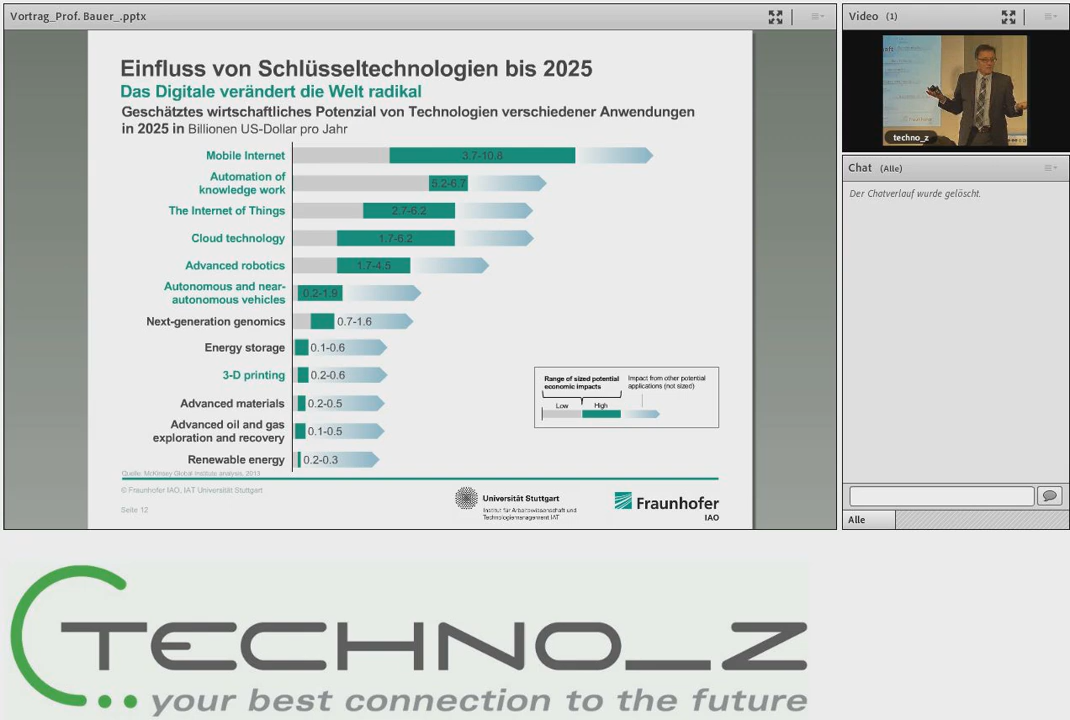 Vortrag_Prof. Bauer_.pptx
Einfluss von Schlüsseltechnologien bis 2025
Das Digitale verändert die Welt radikal
Geschätztes wirtschaftliches Potenzial von Technologien verschiedener Anwendungen
in 2025 in Billionen US-Dollar pro Jahr
Mobile Internet
3.7-10.8
Automation of
knowledge work
5.2-6.7
The Internet of Things
2.7-6.2
Cloud technology
1.7-6.2
Advanced robotics
1.7-4.5
Autonomous and near-
autonomous vehicles
0.2-1.9
Next-generation genomics
0.7-1.6
Energy storage
0.1-0.6
3-D printing
0.2-0.6
Advanced materials
0.2-0.5
Advanced oil and gas
exploration and recovery
0.1-0.5
Renewable energy
0.2-0.3
Range of sized potential
economic impacts
Impact from other potential
applications (not sized)
Low
High
Quelle: McKinsey Global Institute analysis, 2013
© Fraunhofer IAO, IAT Universität Stuttgart
Seite 12
Universität Stuttgart
Institut für Arbeitswissenschaft und
Technologiemanagement IAT
Fraunhofer
IAO
Video (1)
techno_z
Chat (Alle)
Der Chatverlauf wurde gelöscht.
Alle
TECHNO_Z
your best connection to the future